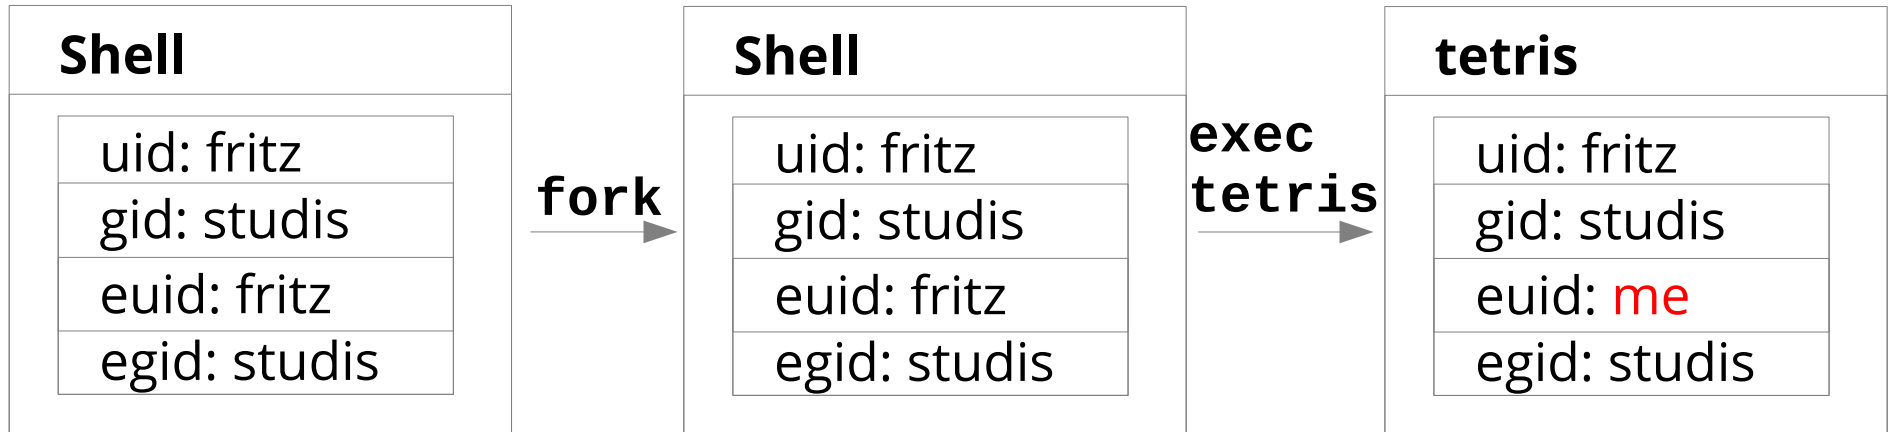 Shell
uid: fritz
gid: studis
euid: fritz
egid: studis
fork
Shell
uid: fritz
gid: studis
euid: fritz
egid: studis
exec
tetris
tetris
uid: fritz
gid: studis
euid: me
egid: studis